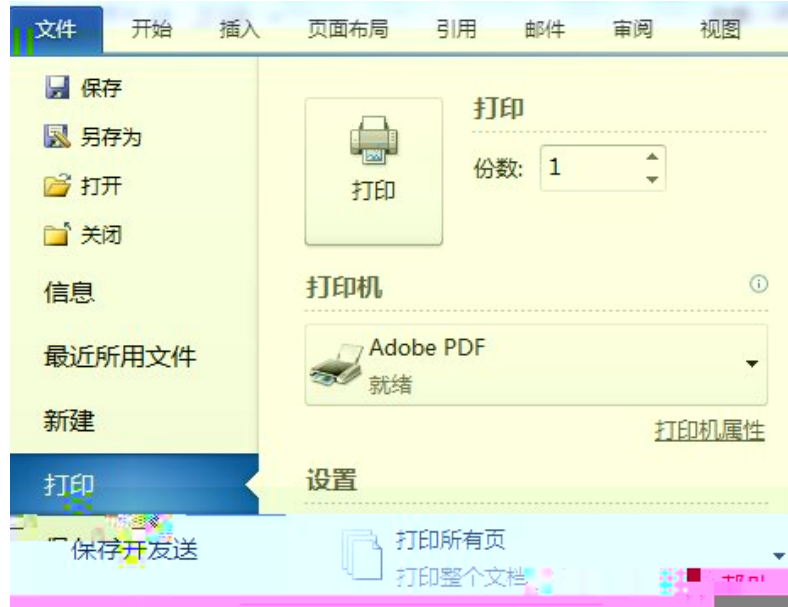 文件 开始 插入 页面布局 引用 邮件 审阅 视图
保存
另存为
打开
关闭
信息
最近所用文件
新建
打印
保存并发送
打印
打印
份数: 1
打印机
Adobe PDF
就绪
打印机属性
设置
打印所有页
打印整个文档